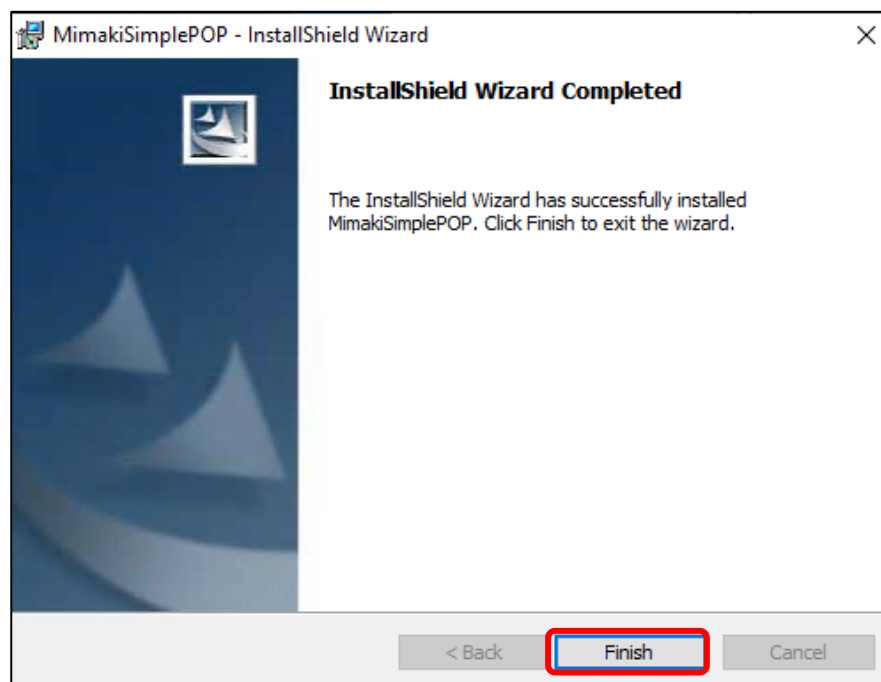 MimakiSimplePOP - InstallShield Wizard
InstallShield Wizard Completed
The InstallShield Wizard has successfully installed
MimakiSimplePOP. Click Finish to exit the wizard.
< Back
Finish
Cancel